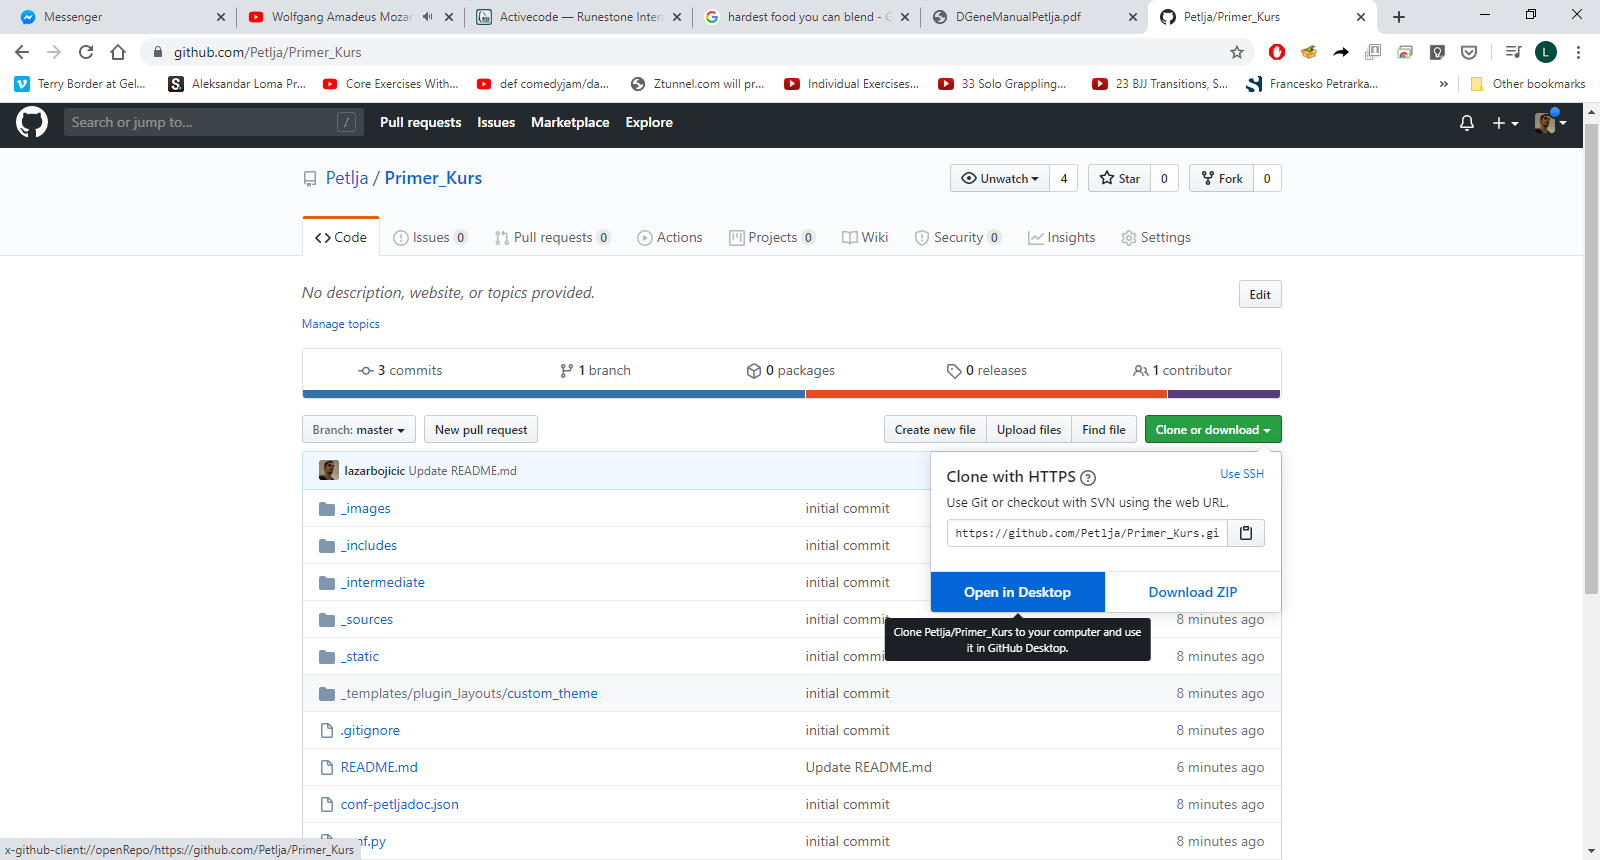 Messenger
Wolfgang Amadeus Mozar
Activecode — Runestone Inter
hardest food you can blend - G
DGeneManualPetlja.pdf
Petlja/Primer_Kurs
github.com/Petlja/Primer_Kurs
L
Terry Border at Gel...
Aleksandar Loma Pr...
Core Exercises With...
def comedyjam/da...
Ztunnel.com will pr...
Individual Exercises...
33 Solo Grappling...
23 BJJ Transitions, S...
Francesko Petrarka...
»
Other bookmarks
Search or jump to...
/
Pull requests
Issues
Marketplace
Explore
Petlja / Primer_Kurs
Unwatch 4
Star 0
Fork 0
Code
Issues 0
Pull requests 0
Actions
Projects 0
Wiki
Security 0
Insights
Settings
No description, website, or topics provided.
Edit
Manage topics
3 commits
1 branch
0 packages
0 releases
1 contributor
Branch: master
New pull request
Create new file
Upload files
Find file
Clone or download
lazarbojicic Update README.md
Clone with HTTPS
Use SSH
Use Git or checkout with SVN using the web URL.
https://github.com/Petlja/Primer_Kurs.gi
Open in Desktop
Download ZIP
Clone Petlja/Primer_Kurs to your computer and use
it in GitHub Desktop.
_images initial commit
_includes initial commit
_intermediate initial commit
_sources initial commit 8 minutes ago
_static initial commit 8 minutes ago
_templates/plugin_layouts/custom_theme initial commit 8 minutes ago
.gitignore initial commit 8 minutes ago
README.md Update README.md 6 minutes ago
conf-petljadoc.json initial commit 8 minutes ago
nf.py initial commit 8 minutes ago
x-github-client://openRepo/https://github.com/Petlja/Primer_Kurs